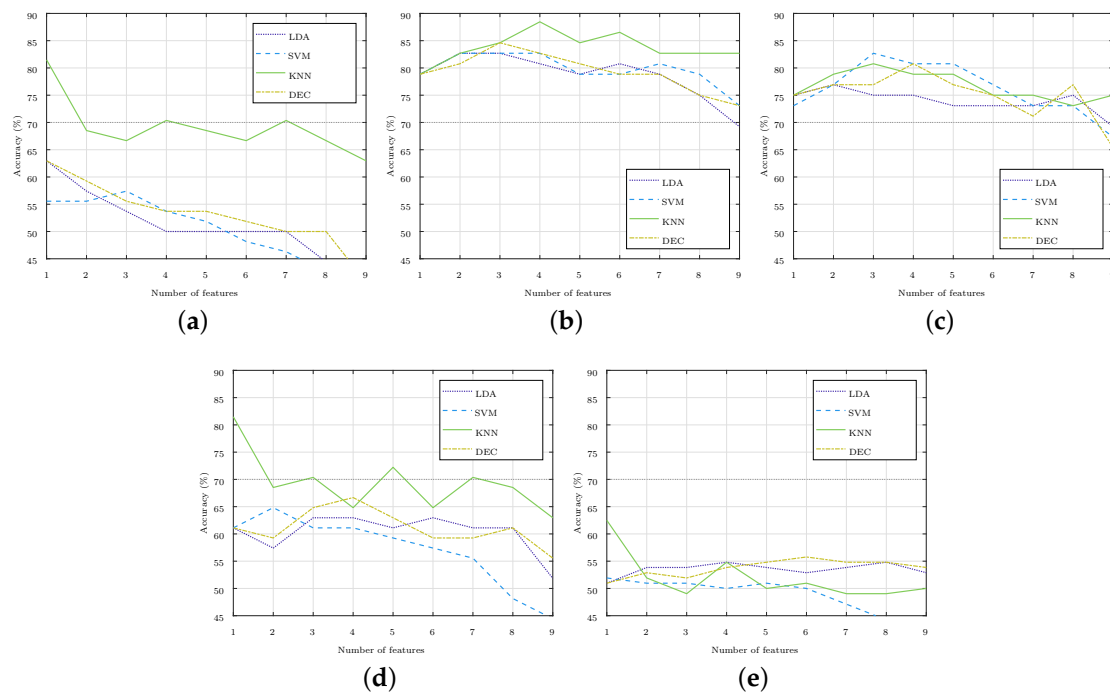 Accuracy (%)
90
85
80
75
70
65
60
55
50
45
LDA
SVM
KNN
DEC
1 2 3 4 5 6 7 8 9
Number of features
(a)
Accuracy (%)
90
85
80
75
70
65
60
55
50
45
LDA
SVM
KNN
DEC
1 2 3 4 5 6 7 8 9
Number of features
(b)
Accuracy (%)
90
85
80
75
70
65
60
55
50
45
LDA
SVM
KNN
DEC
1 2 3 4 5 6 7 8
Number of features
(c)
Accuracy (%)
90
85
80
75
70
65
60
55
50
45
LDA
SVM
KNN
DEC
1 2 3 4 5 6 7 8 9
Number of features
(d)
Accuracy (%)
90
85
80
75
70
65
60
55
50
45
LDA
SVM
KNN
DEC
1 2 3 4 5 6 7 8 9
Number of features
(e)